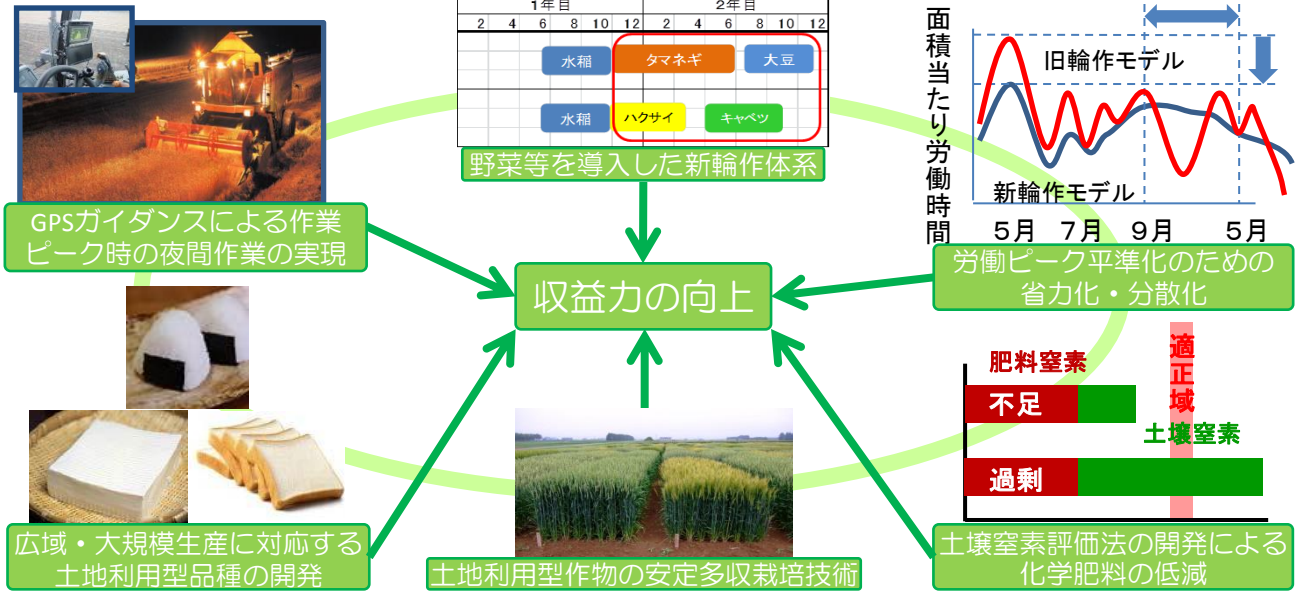 1年目 2年目
2 4 6 8 10 12 2 4 6 8 10 12
水稲 タマネギ 大豆
水稲 ハクサイ キャベツ
野菜等を導入した新輪作体系
GPSガイダンスによる作業
ピーク時の夜間作業の実現
面積当たり労働時間
旧輪作モデル
新輪作モデル
5月 7月 9月 5月
労働ピーク平準化のための
省力化・分散化
収益力の向上
広域・大規模生産に対応する
土地利用型品種の開発
土地利用型作物の安定多収栽培技術
肥料窒素
適正域
不足
土壌窒素
過剰
土壌窒素評価法の開発による
化学肥料の低減